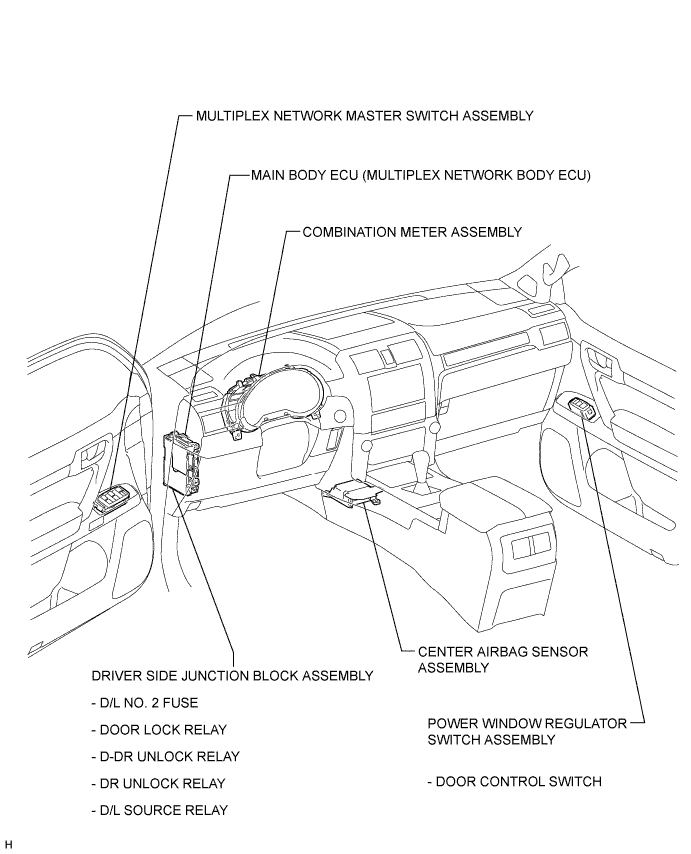 MULTIPLEX NETWORK MASTER SWITCH ASSEMBLY
MAIN BODY ECU (MULTIPLEX NETWORK BODY ECU)
COMBINATION METER ASSEMBLY
CENTER AIRBAG SENSOR
ASSEMBLY
DRIVER SIDE JUNCTION BLOCK ASSEMBLY
- D/L NO. 2 FUSE
- DOOR LOCK RELAY
- D-DR UNLOCK RELAY
- DR UNLOCK RELAY
- D/L SOURCE RELAY
POWER WINDOW REGULATOR
SWITCH ASSEMBLY
- DOOR CONTROL SWITCH
H